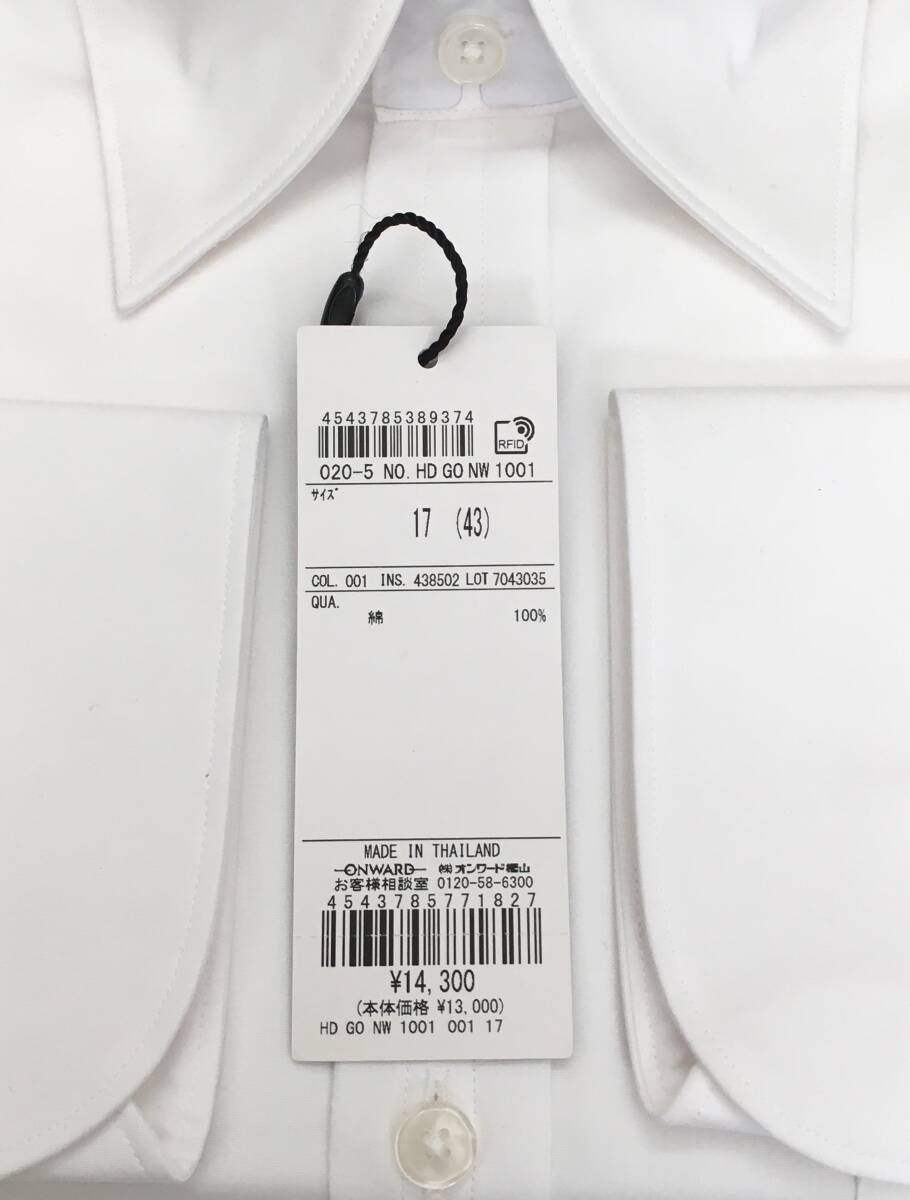 4543785389374
RFID
020-5 NO. HD GO NW 1001
ｻｲｽﾞ
17 (43)
COL. 001 INS. 438502 LOT 7043035
QUA.
綿 100%
MADE IN THAILAND
ONWARD ㈱オンワード樫山
お客様相談室 0120-58-6300
4543785771827
¥14,300
(本体価格 ¥13,000)
HD GO NW 1001 001 17